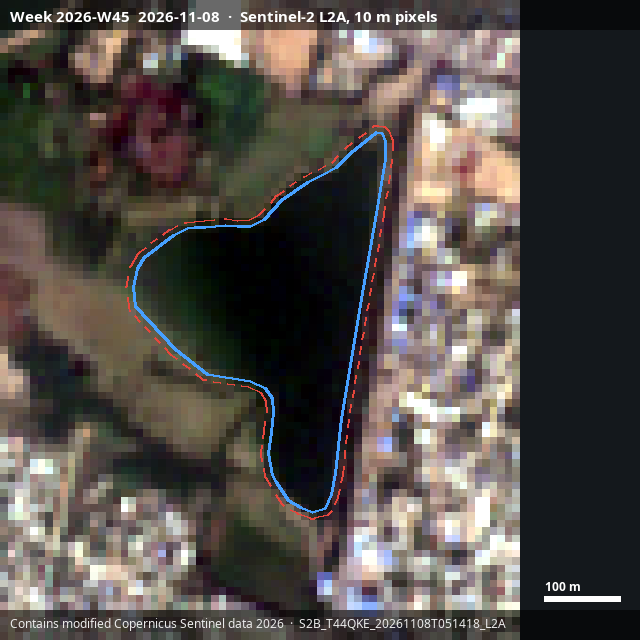 Week 2026-W45 2026-11-08 · Sentinel-2 L2A, 10 m pixels
100 m
Contains modified Copernicus Sentinel data 2026 · S2B_T44QKE_20261108T051418_L2A